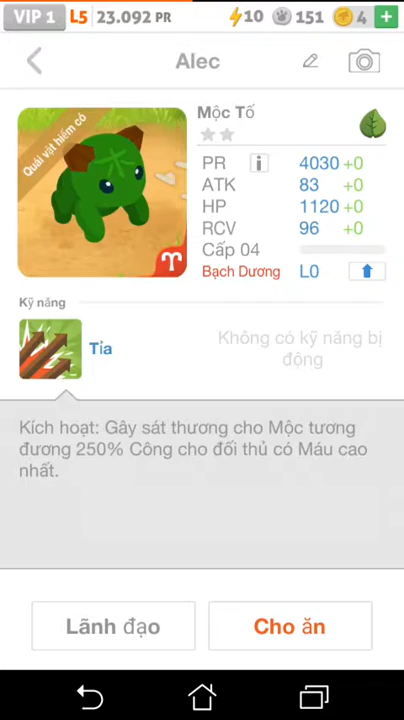 VIP 1 L5 23.092 PR 10 151 4 +
Alec
Quái vật hiếm có
Mộc Tố
PR i 4030 +0
ATK 83 +0
HP 1120 +0
RCV 96 +0
Cấp 04
Bạch Dương L0
Kỹ năng
Tỉa
Không có kỹ năng bị
động
Kích hoạt: Gây sát thương cho Mộc tương
đương 250% Công cho đối thủ có Máu cao
nhất.
Lãnh đạo
Cho ăn